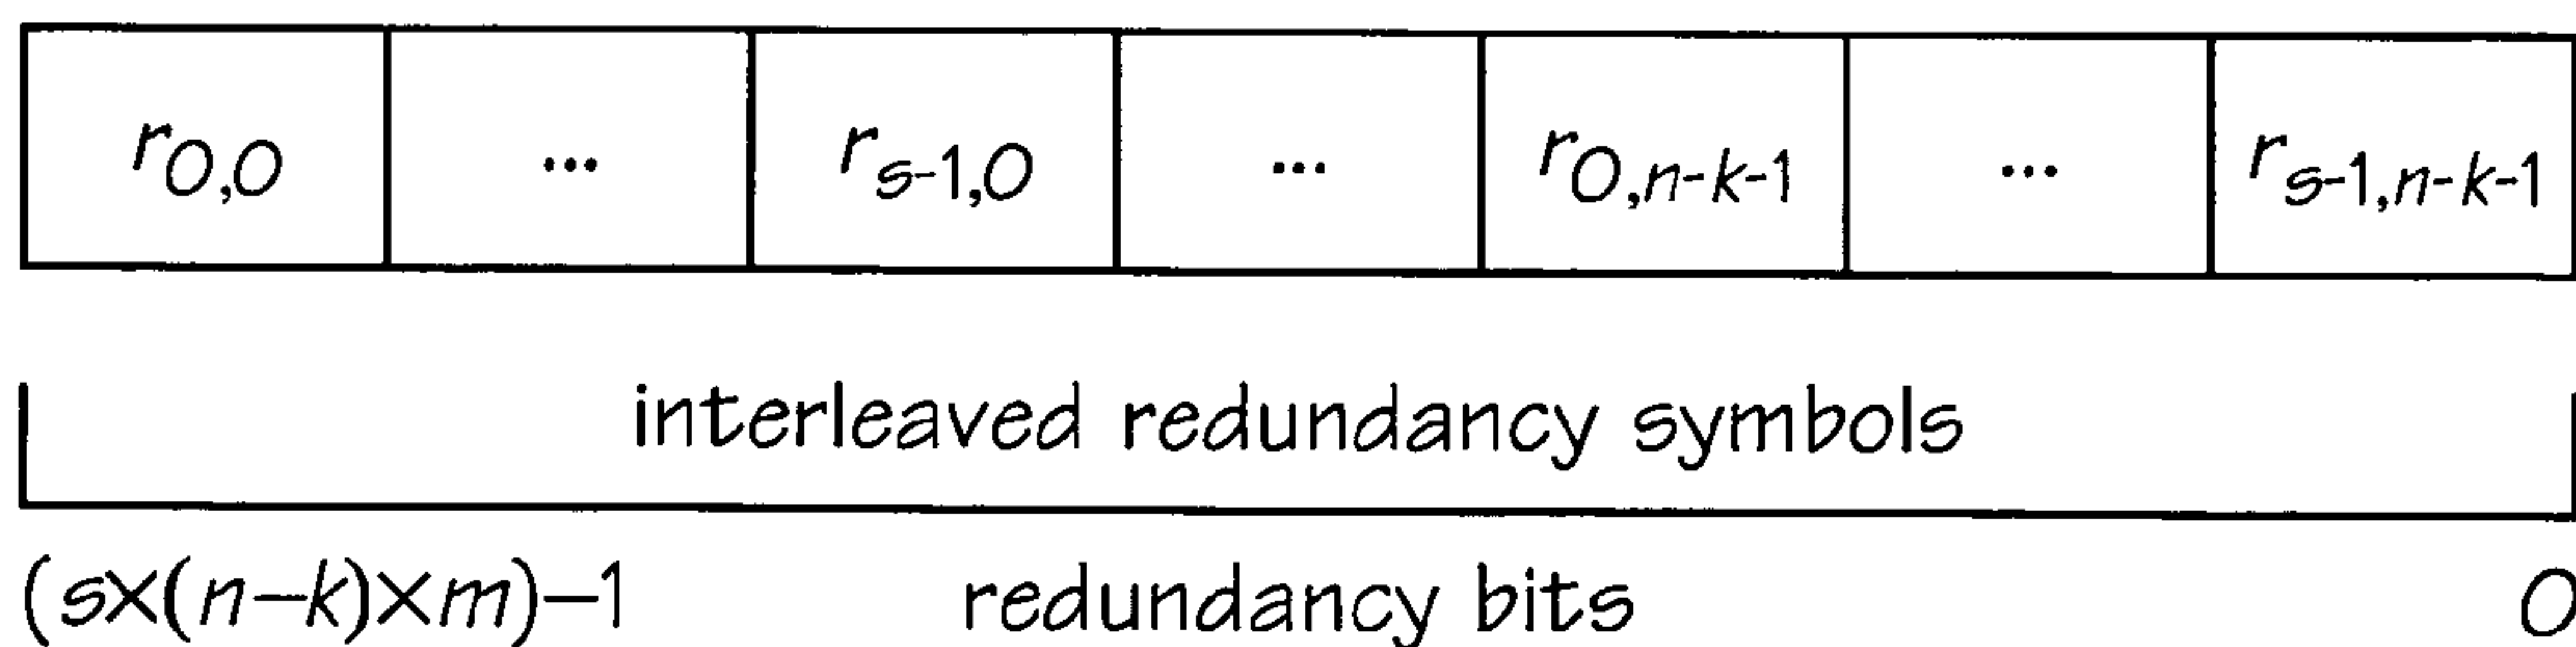 r0,0 ... rs-1,0 ... r0,n-k-1 ... rs-1,n-k-1
interleaved redundancy symbols
(s×(n−k)×m)−1 redundancy bits 0